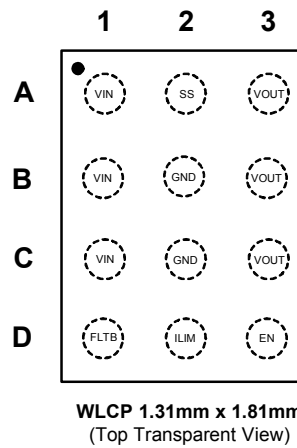 1 2 3
A VIN SS VOUT
B VIN GND VOUT
C VIN GND VOUT
D FLTB ILIM EN
WLCP 1.31mm x 1.81mm
(Top Transparent View)